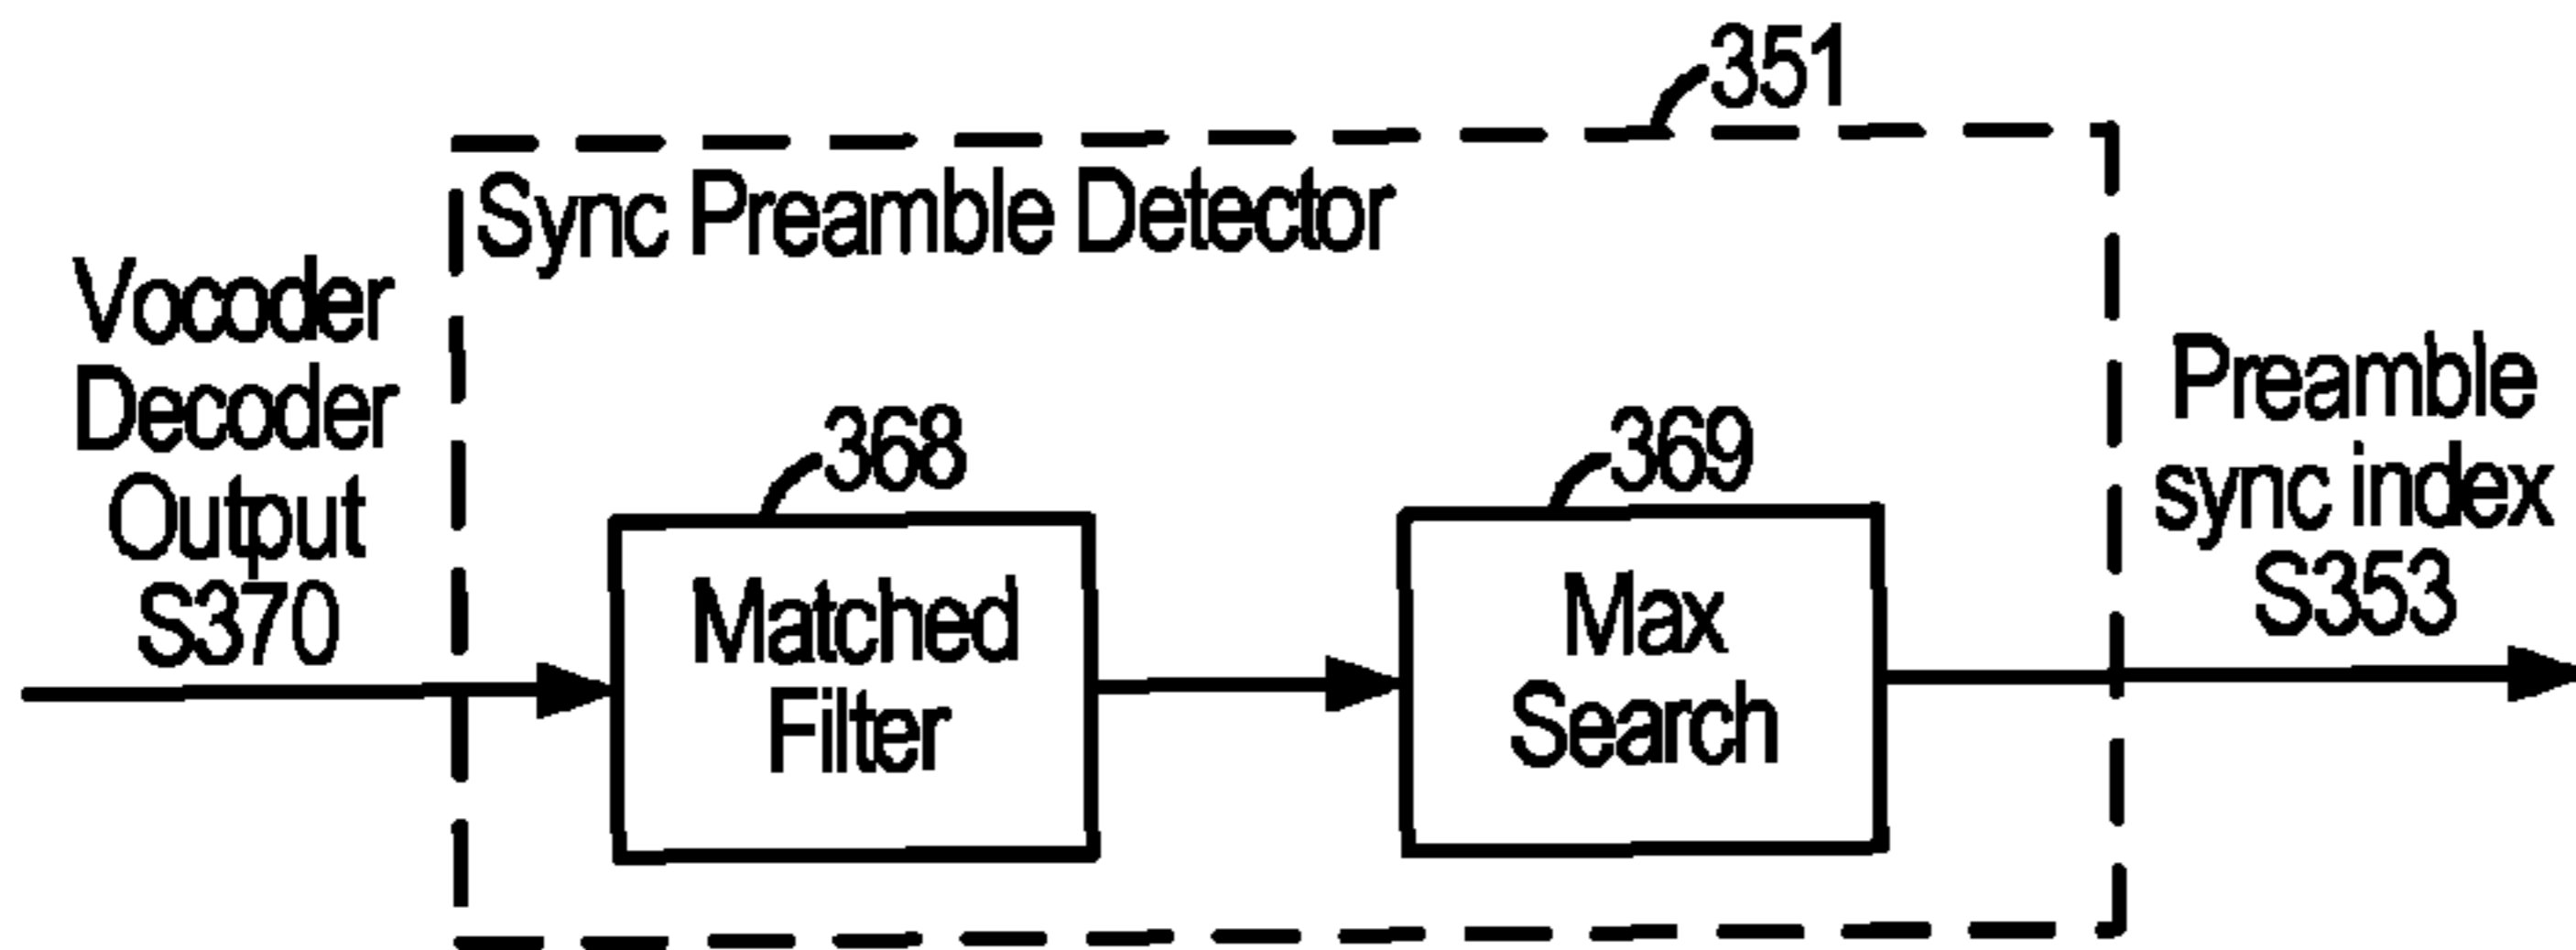 351
Sync Preamble Detector
Vocoder
Decoder
Output
S370
368
Matched
Filter
369
Max
Search
Preamble
sync index
S353